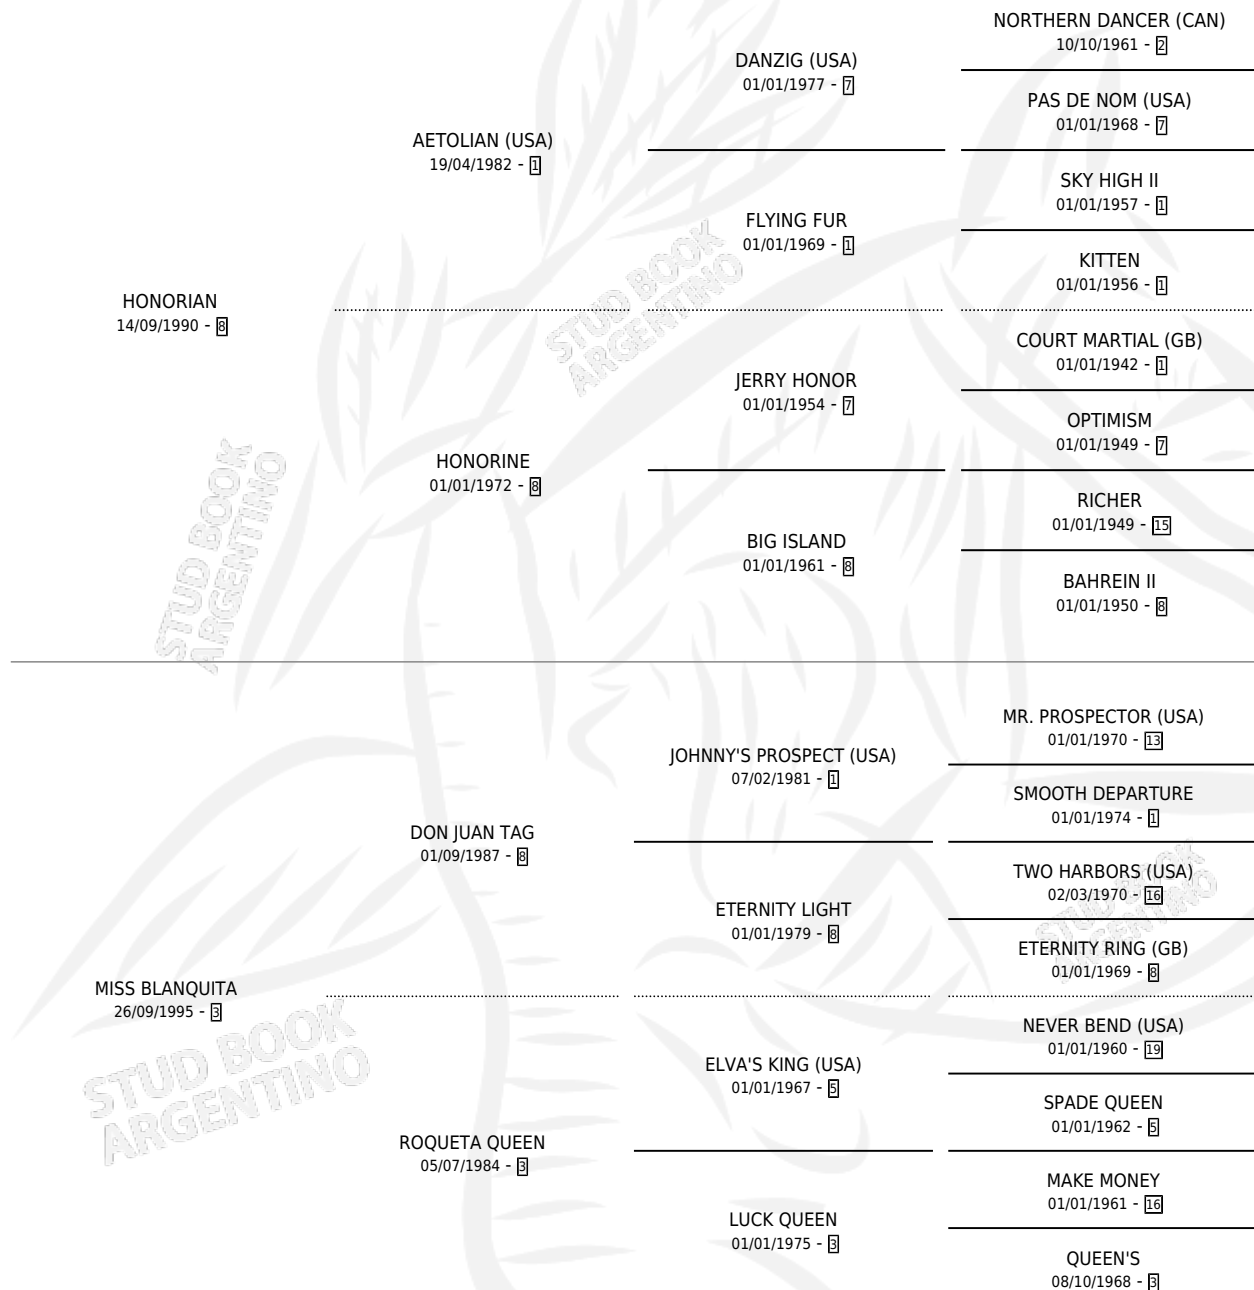 NORTHERN DANCER (CAN)
10/10/1961 - 2
DANZIG (USA)
01/01/1977 - 7
PAS DE NOM (USA)
01/01/1968 - 7
AETOLIAN (USA)
19/04/1982 - 1
SKY HIGH II
01/01/1957 - 1
FLYING FUR
01/01/1969 - 1
KITTEN
01/01/1956 - 1
HONORIAN
14/09/1990 - 8
STUD BOOK
ARGENTINO
COURT MARTIAL (GB)
01/01/1942 - 1
JERRY HONOR
01/01/1954 - 7
OPTIMISM
01/01/1949 - 7
HONORINE
01/01/1972 - 8
RICHER
01/01/1949 - 15
BIG ISLAND
01/01/1961 - 8
BAHREIN II
01/01/1950 - 8
STUD BOOK
ARGENTINO
MR. PROSPECTOR (USA)
01/01/1970 - 13
JOHNNY'S PROSPECT (USA)
07/02/1981 - 1
SMOOTH DEPARTURE
01/01/1974 - 1
DON JUAN TAG
01/09/1987 - 8
TWO HARBORS (USA)
02/03/1970 - 16
STUD BOOK
ARGENTINO
ETERNITY LIGHT
01/01/1979 - 8
ETERNITY RING (GB)
01/01/1969 - 8
MISS BLANQUITA
26/09/1995 - 3
STUD BOOK
ARGENTINO
NEVER BEND (USA)
01/01/1960 - 19
ELVA'S KING (USA)
01/01/1967 - 5
SPADE QUEEN
01/01/1962 - 5
ROQUETA QUEEN
05/07/1984 - 3
MAKE MONEY
01/01/1961 - 16
LUCK QUEEN
01/01/1975 - 3
QUEEN'S
08/10/1968 - 3